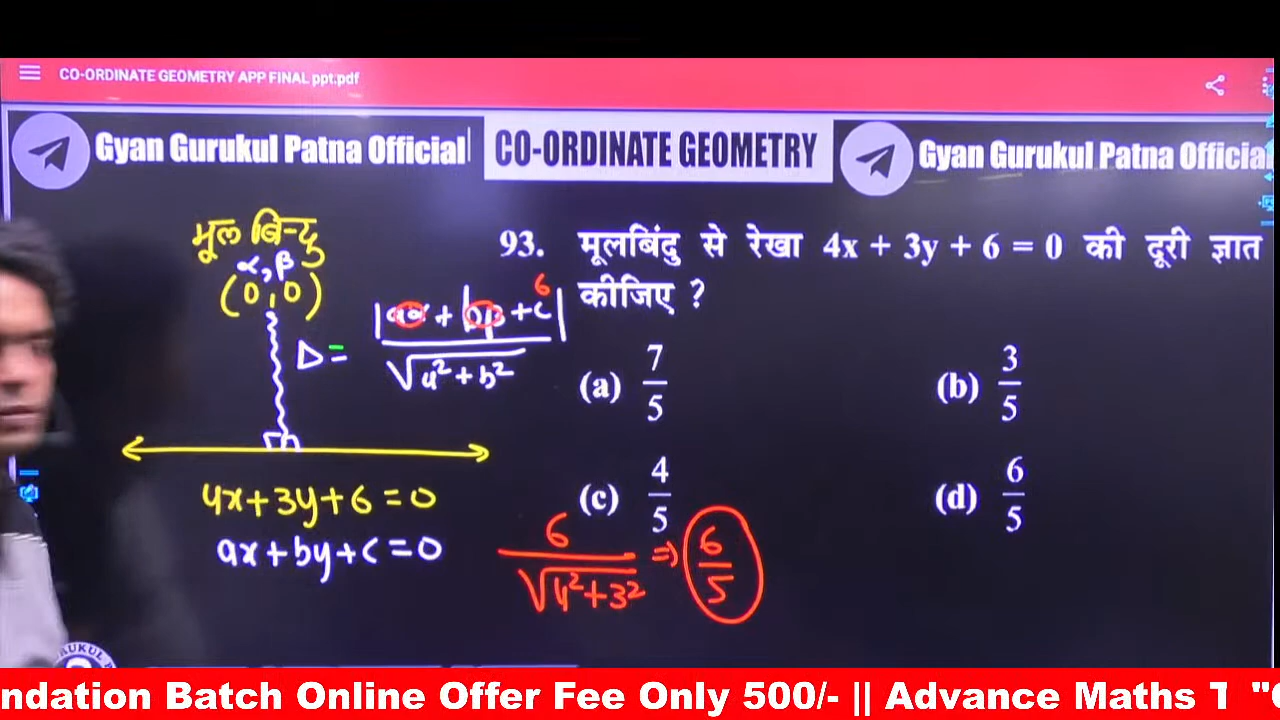 CO-ORDINATE GEOMETRY APP FINAL ppt.pdf
Gyan Gurukul Patna Official
CO-ORDINATE GEOMETRY
Gyan Gurukul Patna Officia
मूल बिन्दु
α, β
(0, 0)
D = |aα + bβ + c| / √a² + b²
6
4x+3y+6=0
ax+by+c=0
93. मूलबिंदु से रेखा 4x + 3y + 6 = 0 की दूरी ज्ञात
कीजिए ?
(a) 7/5 (b) 3/5
(c) 4/5 (d) 6/5
6 / √4²+3² ⇒ 6/5
ndation Batch Online Offer Fee Only 500/- || Advance Maths T "